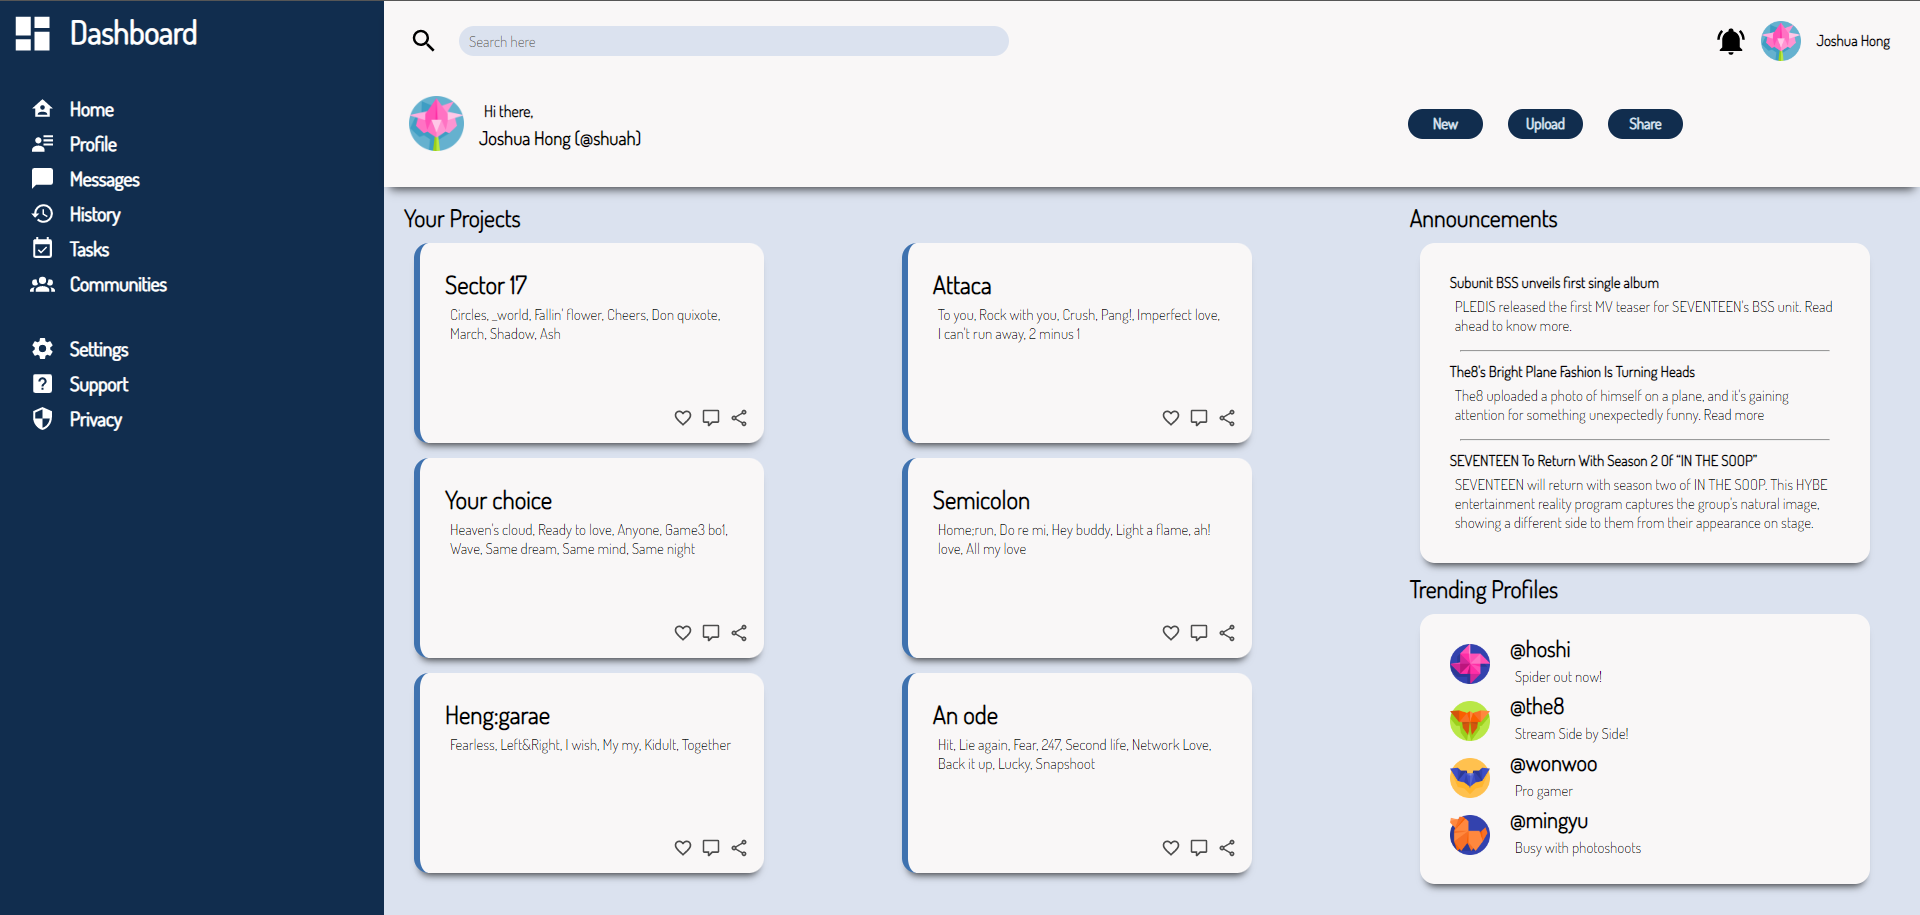 Dashboard
Home
Profile
Messages
History
Tasks
Communities
Settings
Support
Privacy
Search here
Joshua Hong
Hi there,
Joshua Hong (@shuah)
New
Upload
Share
Your Projects
Sector 17
Circles, _world, Fallin' flower, Cheers, Don quixote,
March, Shadow, Ash
Attaca
To you, Rock with you, Crush, Pang!, Imperfect love,
I can't run away, 2 minus 1
Your choice
Heaven's cloud, Ready to love, Anyone, Game3 bo1,
Wave, Same dream, Same mind, Same night
Semicolon
Home;run, Do re mi, Hey buddy, Light a flame, ah!
love, All my love
Heng:garae
Fearless, Left&Right, I wish, My my, Kidult, Together
An ode
Hit, Lie again, Fear, 247, Second life, Network Love,
Back it up, Lucky, Snapshoot
Announcements
Subunit BSS unveils first single album
PLEDIS released the first MV teaser for SEVENTEEN's BSS unit. Read
ahead to know more.
The8's Bright Plane Fashion Is Turning Heads
The8 uploaded a photo of himself on a plane, and it's gaining
attention for something unexpectedly funny. Read more
SEVENTEEN To Return With Season 2 Of “IN THE SOOP”
SEVENTEEN will return with season two of IN THE SOOP. This HYBE
entertainment reality program captures the group's natural image,
showing a different side to them from their appearance on stage.
Trending Profiles
@hoshi
Spider out now!
@the8
Stream Side by Side!
@wonwoo
Pro gamer
@mingyu
Busy with photoshoots